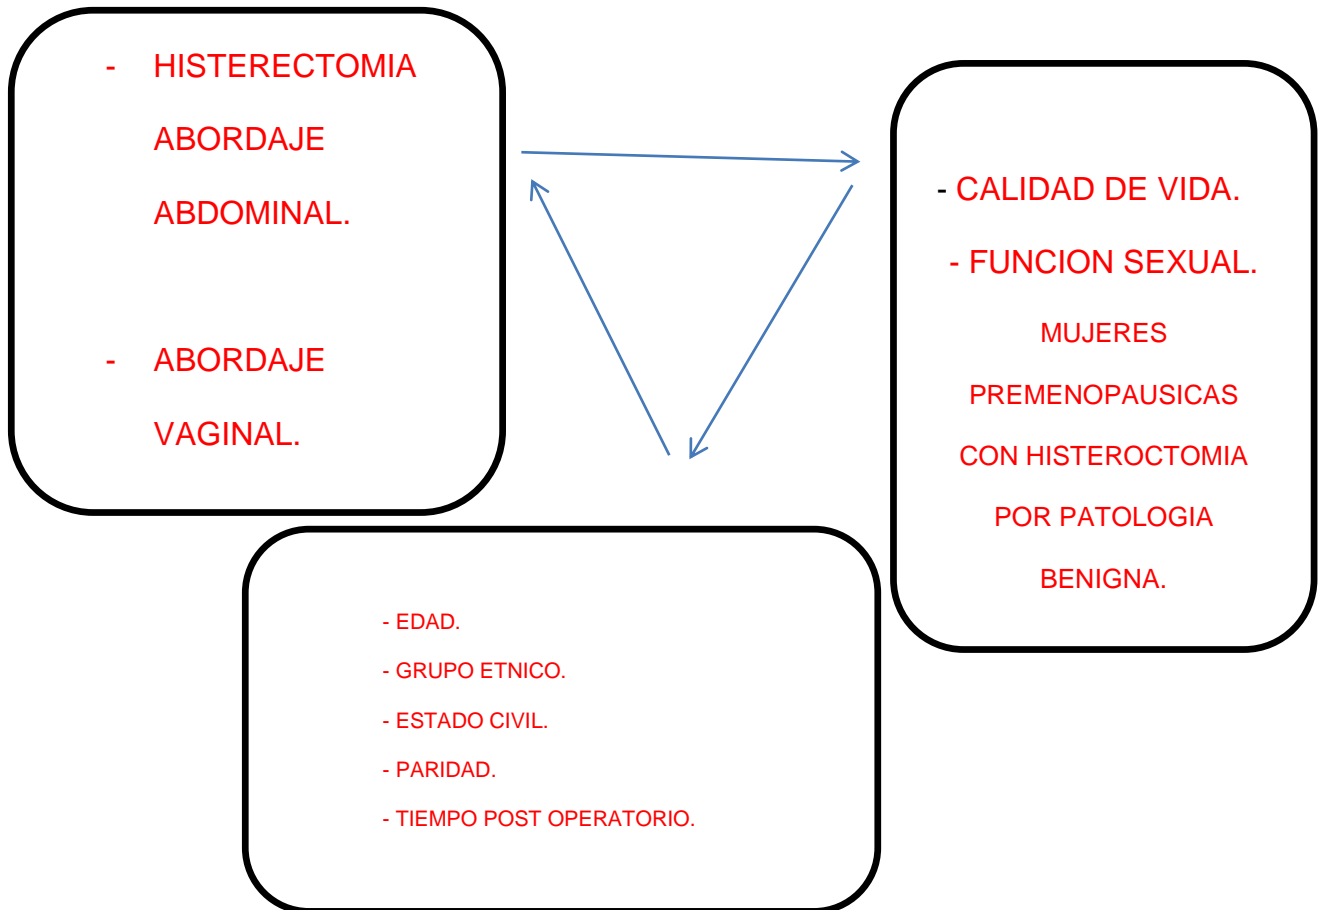 - HISTERECTOMIA
ABORDAJE
ABDOMINAL.
- ABORDAJE
VAGINAL.
- CALIDAD DE VIDA.
- FUNCION SEXUAL.
MUJERES
PREMENOPAUSICAS
CON HISTEROCTOMIA
POR PATOLOGIA
BENIGNA.
- EDAD.
- GRUPO ETNICO.
- ESTADO CIVIL.
- PARIDAD.
- TIEMPO POST OPERATORIO.